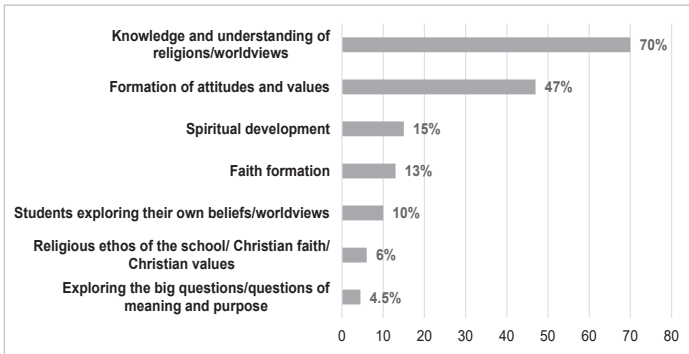 Knowledge and understanding of
religions/worldviews
70%
Formation of attitudes and values
47%
Spiritual development
15%
Faith formation
13%
Students exploring their own beliefs/worldviews
10%
Religious ethos of the school/ Christian faith/
Christian values
6%
Exploring the big questions/questions of
meaning and purpose
4.5%
0 10 20 30 40 50 60 70 80